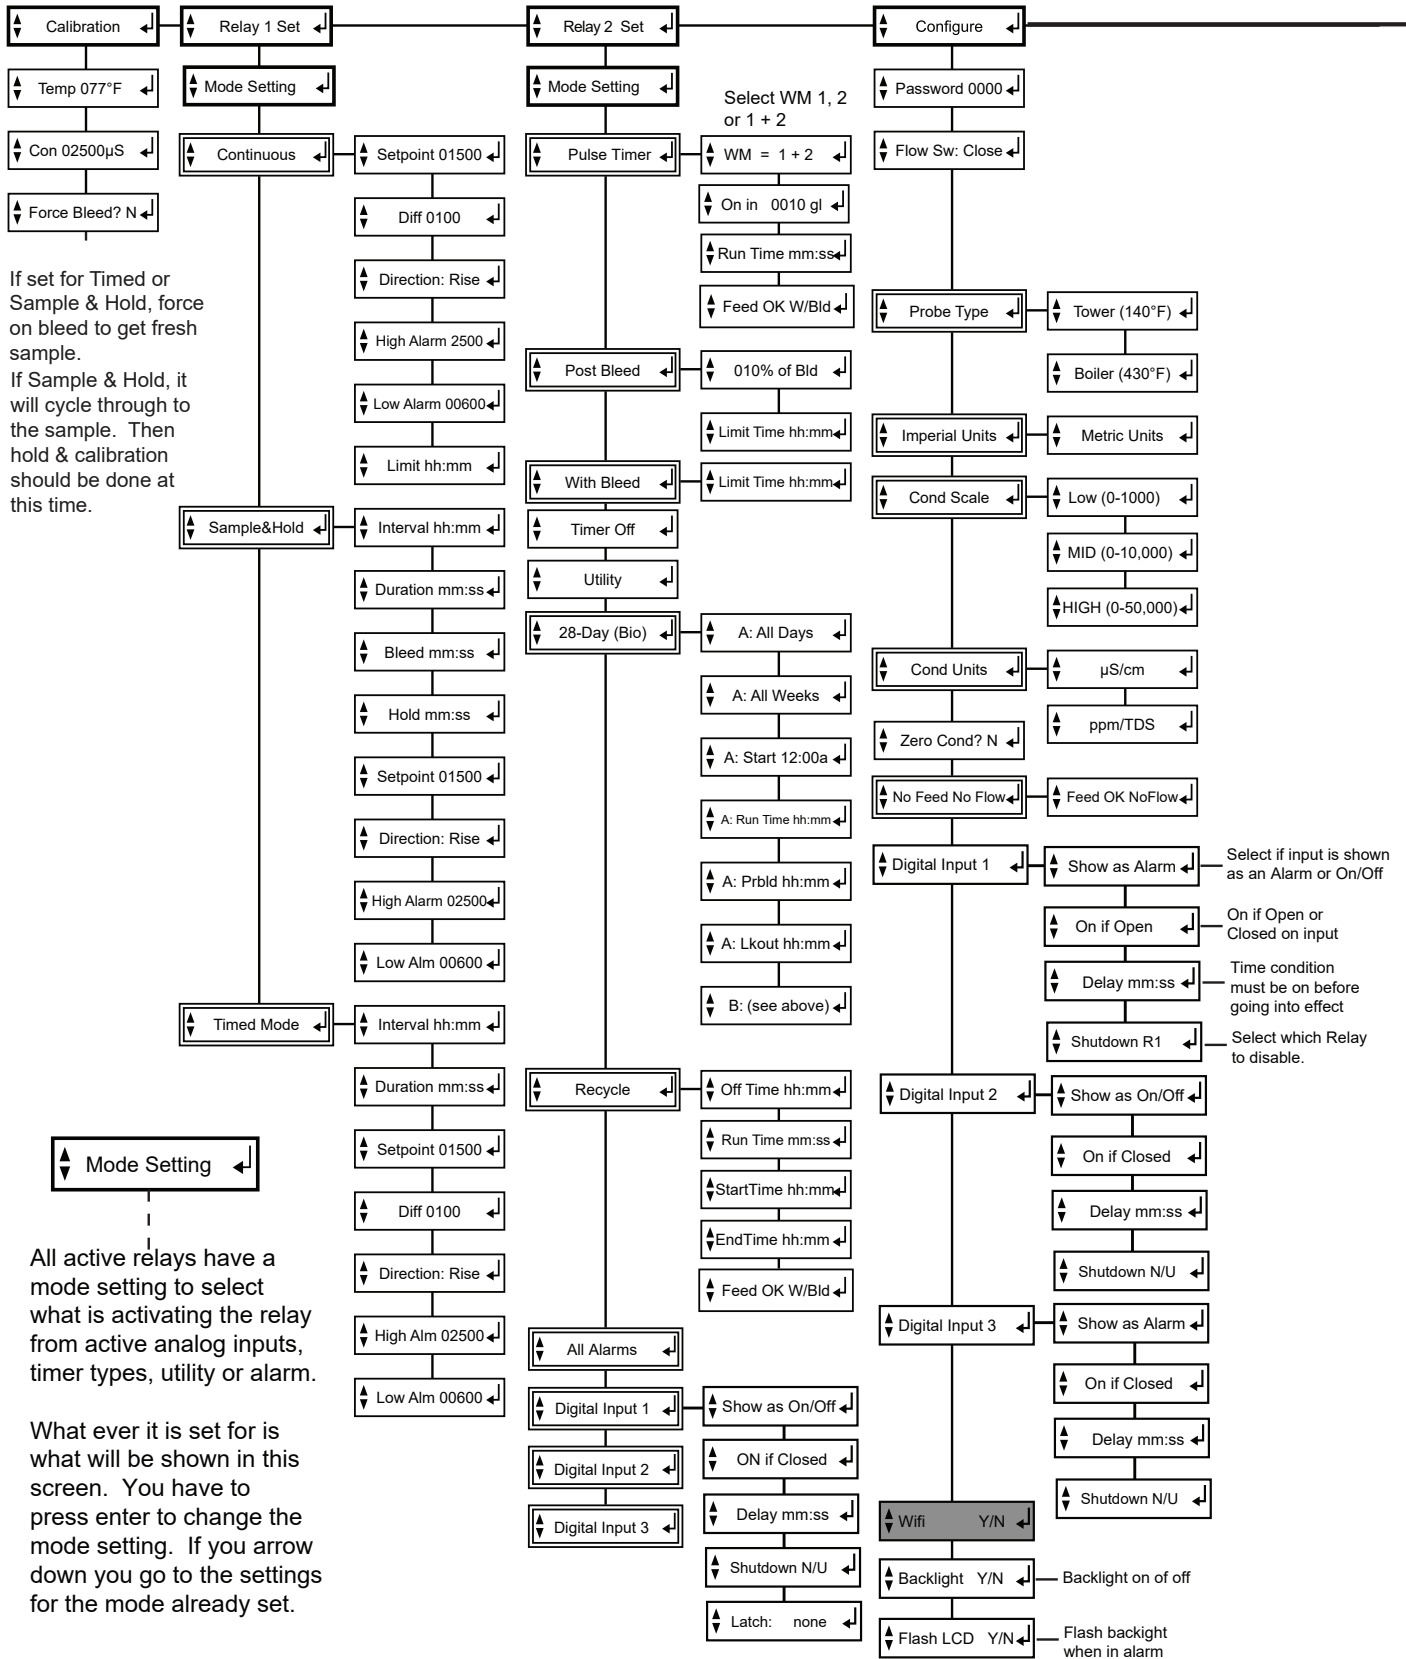 Calibration
Temp 077°F
Con 02500µS
Force Bleed? N
If set for Timed or
Sample & Hold, force
on bleed to get fresh
sample.
If Sample & Hold, it
will cycle through to
the sample. Then
hold & calibration
should be done at
this time.
Mode Setting
All active relays have a
mode setting to select
what is activating the relay
from active analog inputs,
timer types, utility or alarm.
What ever it is set for is
what will be shown in this
screen. You have to
press enter to change the
mode setting. If you arrow
down you go to the settings
for the mode already set.
Relay 1 Set
Mode Setting
Continuous
Setpoint 01500
Diff 0100
Direction: Rise
High Alarm 2500
Low Alarm 00600
Limit hh:mm
Sample&Hold
Interval hh:mm
Duration mm:ss
Bleed mm:ss
Hold mm:ss
Setpoint 01500
Direction: Rise
High Alarm 02500
Low Alm 00600
Timed Mode
Interval hh:mm
Duration mm:ss
Setpoint 01500
Diff 0100
Direction: Rise
High Alm 02500
Low Alm 00600
Relay 2 Set
Mode Setting
Select WM 1, 2
or 1 + 2
Pulse Timer
WM = 1 + 2
On in 0010 gl
Run Time mm:ss
Feed OK W/Bld
Post Bleed
010% of Bld
Limit Time hh:mm
With Bleed
Limit Time hh:mm
Timer Off
Utility
28-Day (Bio)
A: All Days
A: All Weeks
A: Start 12:00a
A: Run Time hh:mm
A: Prbld hh:mm
A: Lkout hh:mm
B: (see above)
Recycle
Off Time hh:mm
Run Time mm:ss
StartTime hh:mm
EndTime hh:mm
Feed OK W/Bld
All Alarms
Digital Input 1
Show as On/Off
ON if Closed
Delay mm:ss
Shutdown N/U
Latch: none
Digital Input 2
Digital Input 3
Configure
Password 0000
Flow Sw: Close
Probe Type
Tower (140°F)
Boiler (430°F)
Imperial Units
Metric Units
Cond Scale
Low (0-1000)
MID (0-10,000)
HIGH (0-50,000)
Cond Units
µS/cm
ppm/TDS
Zero Cond? N
No Feed No Flow
Feed OK NoFlow
Digital Input 1
Show as Alarm
Select if input is shown
as an Alarm or On/Off
On if Open
On if Open or
Closed on input
Delay mm:ss
Time condition
must be on before
going into effect
Shutdown R1
Select which Relay
to disable.
Digital Input 2
Show as On/Off
On if Closed
Delay mm:ss
Shutdown N/U
Digital Input 3
Show as Alarm
On if Closed
Delay mm:ss
Shutdown N/U
Wifi Y/N
Backlight Y/N
Backlight on of off
Flash LCD Y/N
Flash backight
when in alarm